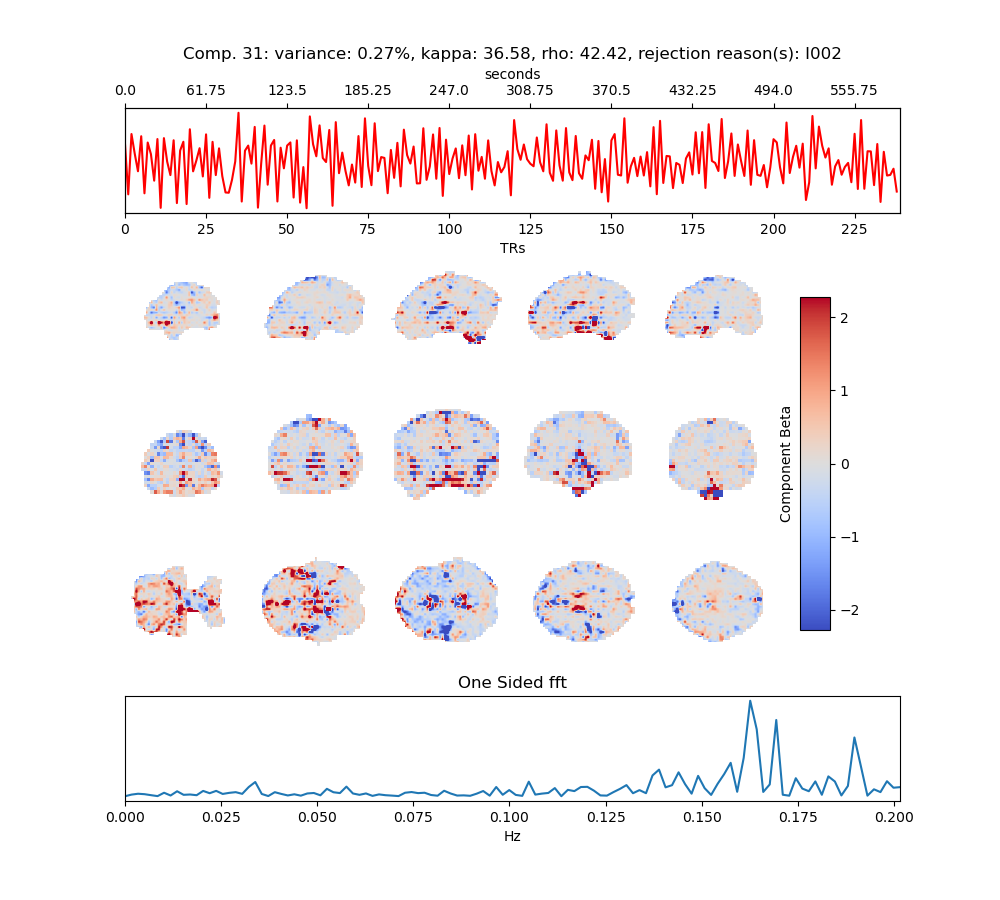 Comp. 31: variance: 0.27%, kappa: 36.58, rho: 42.42, rejection reason(s): I002
seconds
0.0 61.75 123.5 185.25 247.0 308.75 370.5 432.25 494.0 555.75
0 25 50 75 100 125 150 175 200 225
TRs
2
1
0
−1
−2
Component Beta
One Sided fft
0.000 0.025 0.050 0.075 0.100 0.125 0.150 0.175 0.200
Hz